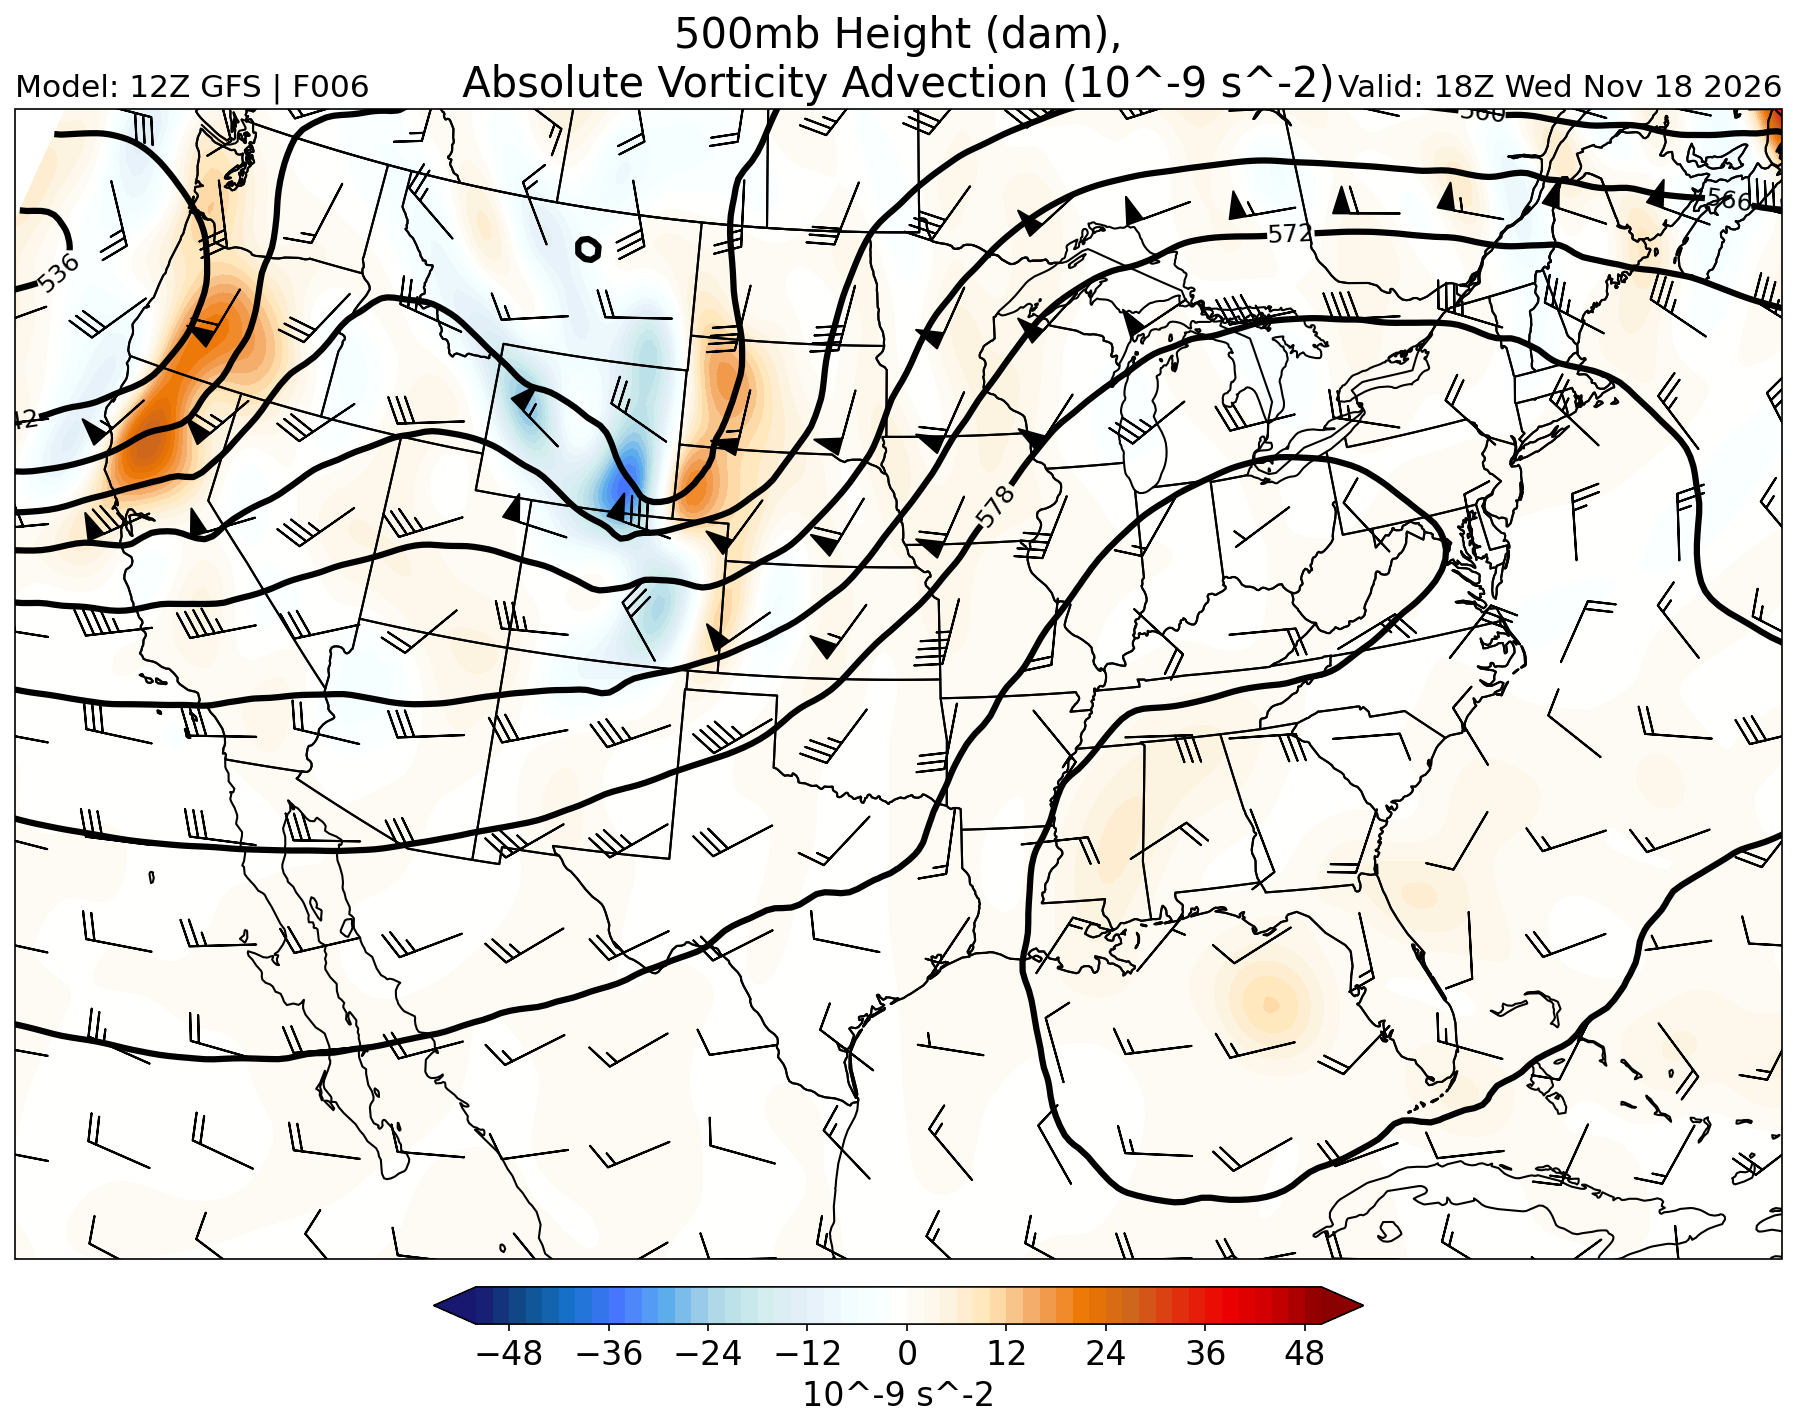 500mb Height (dam),
Absolute Vorticity Advection (10^-9 s^-2)
Model: 12Z GFS | F006
Valid: 18Z Wed Nov 18 2026
566
572
536
578
−48 −36 −24 −12 0 12 24 36 48
10^-9 s^-2